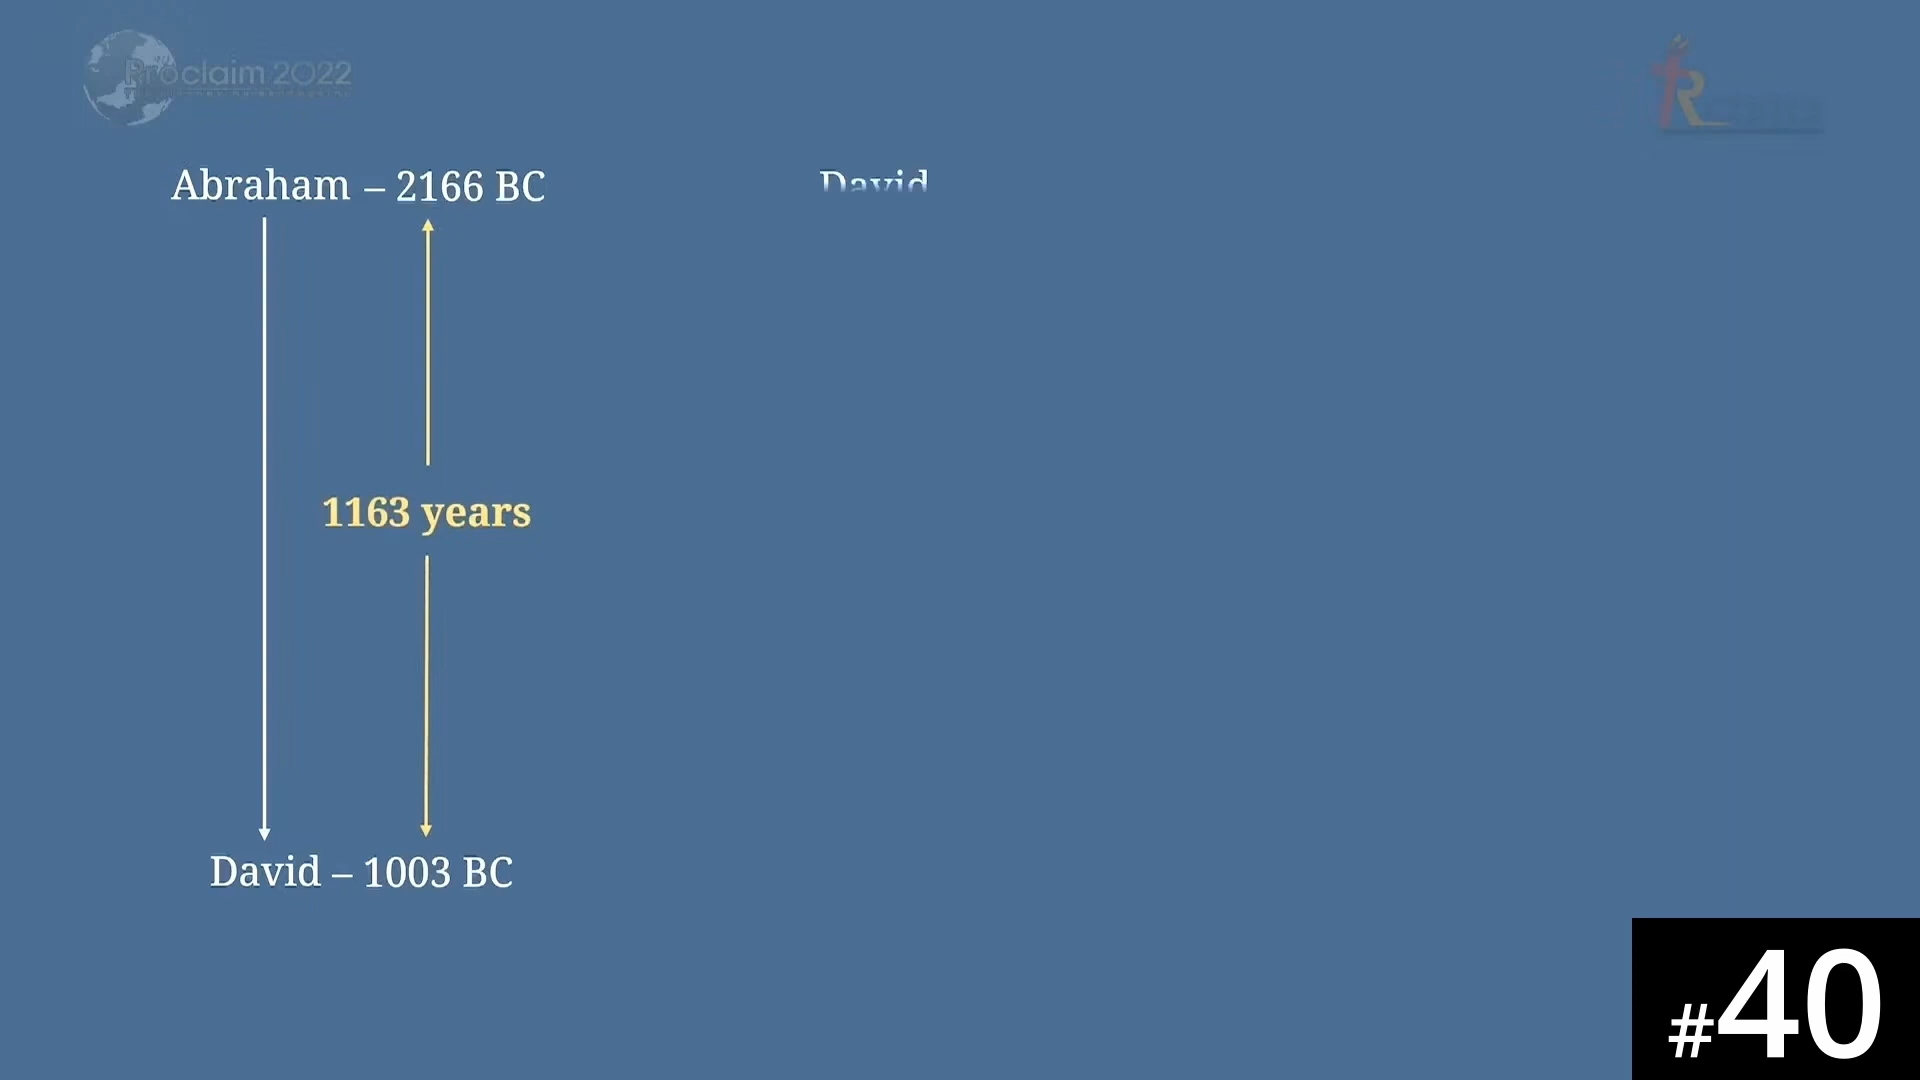 Proclaim 2022
Abraham – 2166 BC
David
1163 years
David – 1003 BC
#40